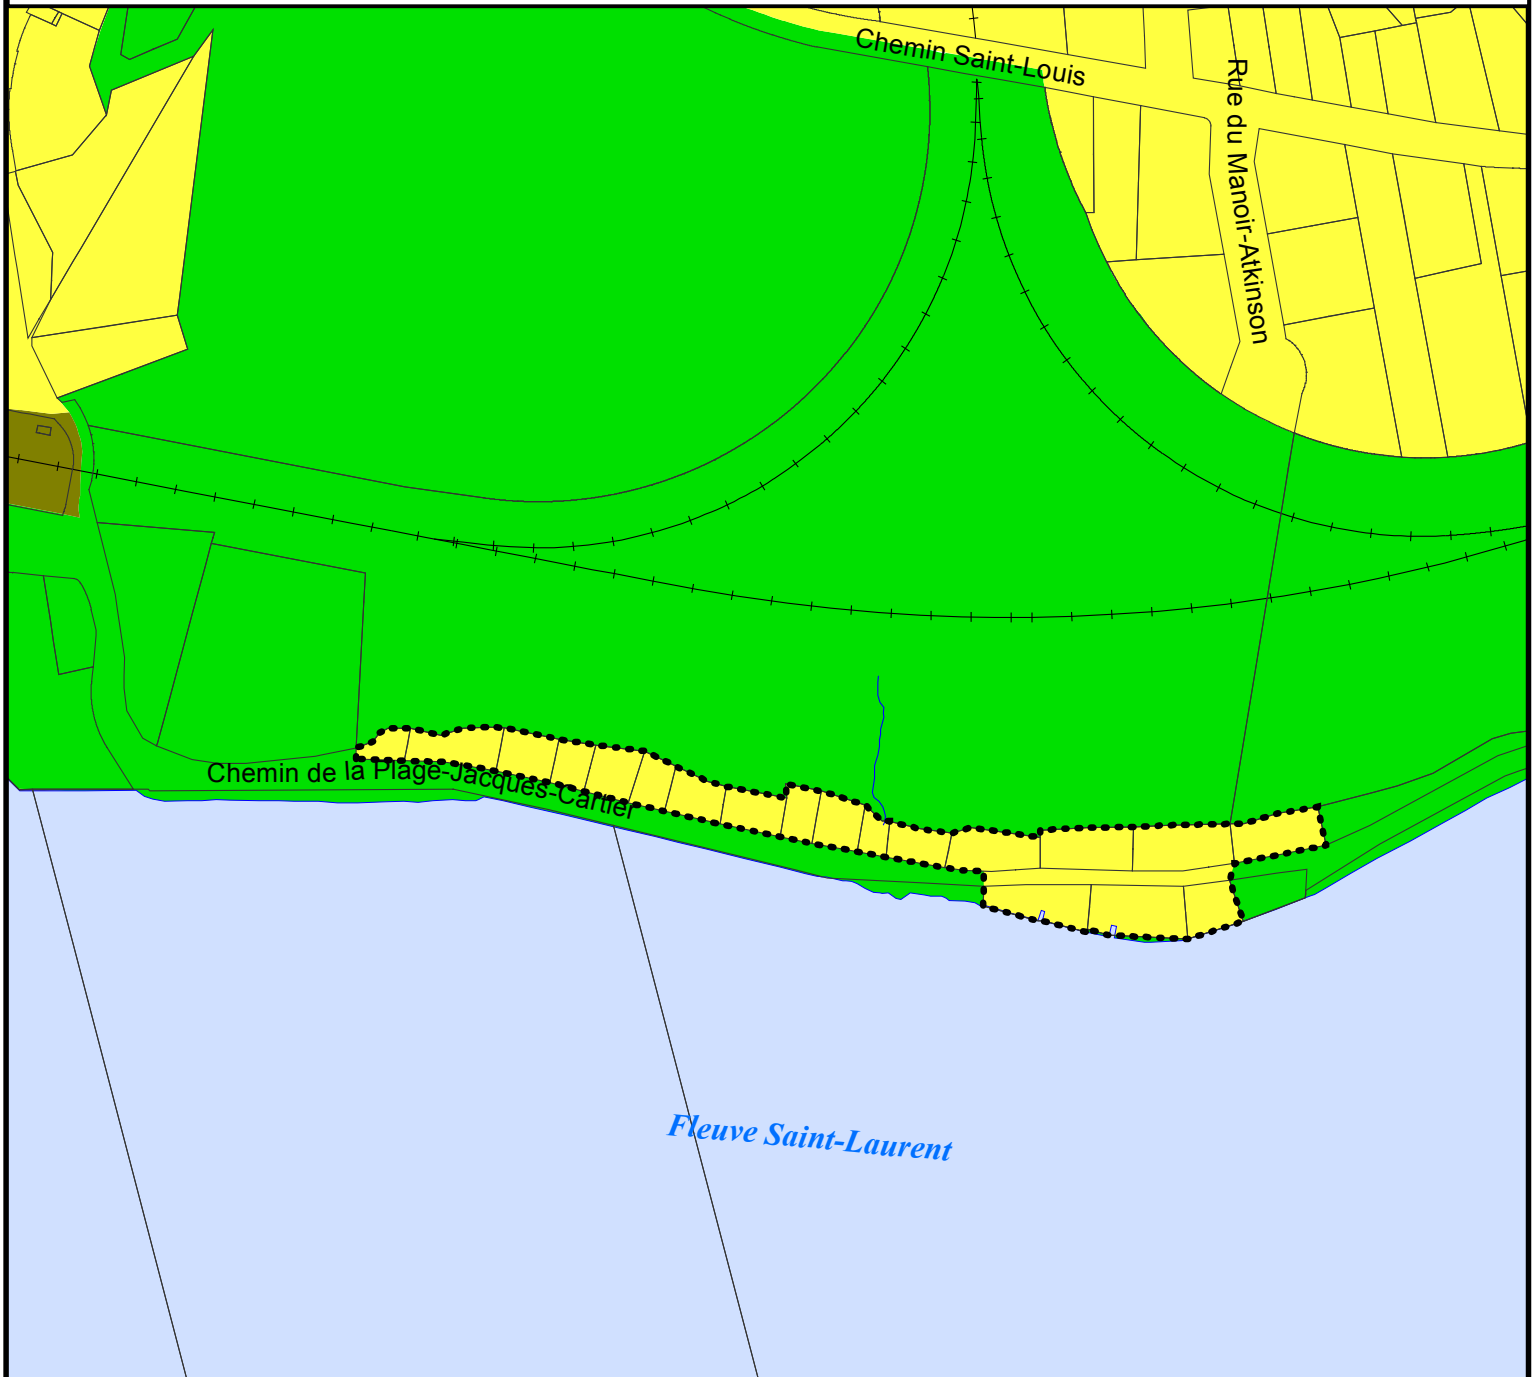 Chemin Saint-Louis
Rue du Manoir-Atkinson
Chemin de la Plage-Jacques-Cartier
Fleuve Saint-Laurent